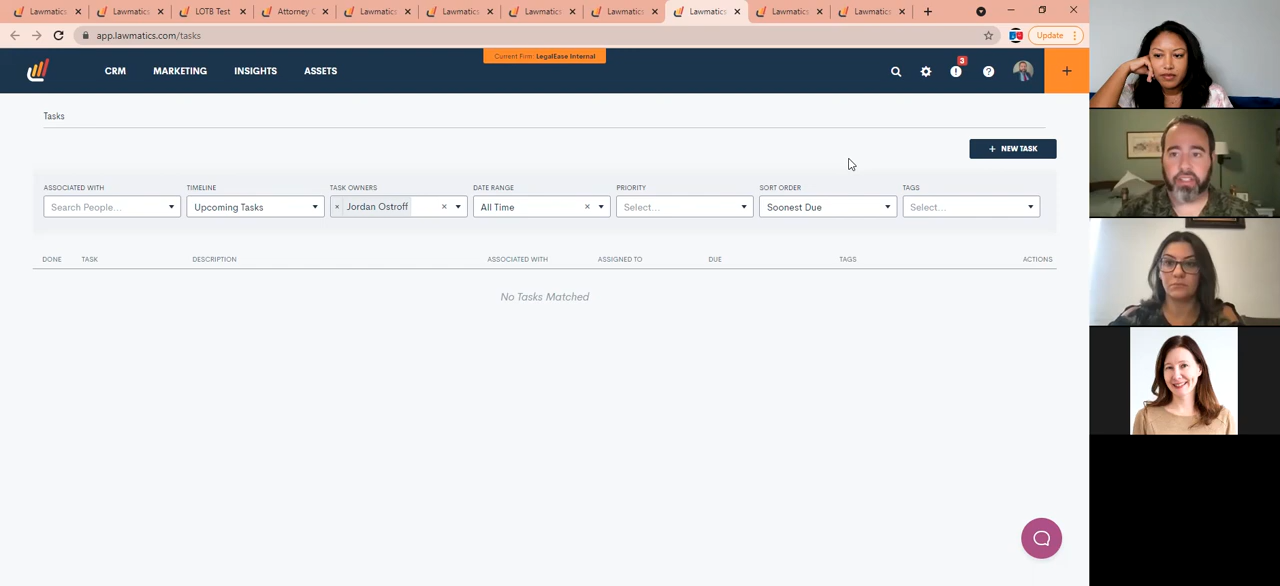 Lawmatics
Lawmatics
LOTB Test
Attorney C
Lawmatics
Lawmatics
Lawmatics
Lawmatics
Lawmatics
Lawmatics
Lawmatics
app.lawmatics.com/tasks
Update
Current Firm: LegalEase Internal
CRM MARKETING INSIGHTS ASSETS
3
Tasks
+ NEW TASK
ASSOCIATED WITH TIMELINE TASK OWNERS DATE RANGE PRIORITY SORT ORDER TAGS
Search People... Upcoming Tasks × Jordan Ostroff × All Time × Select... Soonest Due Select...
DONE TASK DESCRIPTION ASSOCIATED WITH ASSIGNED TO DUE TAGS ACTIONS
No Tasks Matched